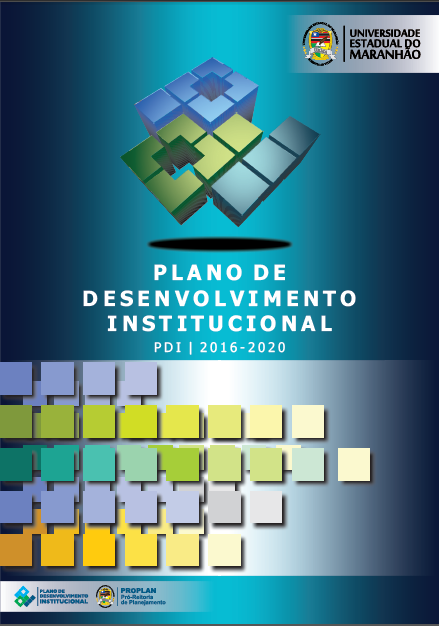 UNIVERSIDADE
ESTADUAL DO
MARANHÃO
PLANO DE
DESENVOLVIMENTO
INSTITUCIONAL
PDI | 2016-2020
PLANO DE
DESENVOLVIMENTO
INSTITUCIONAL
PROPLAN
Pró-Reitoria
de Planejamento